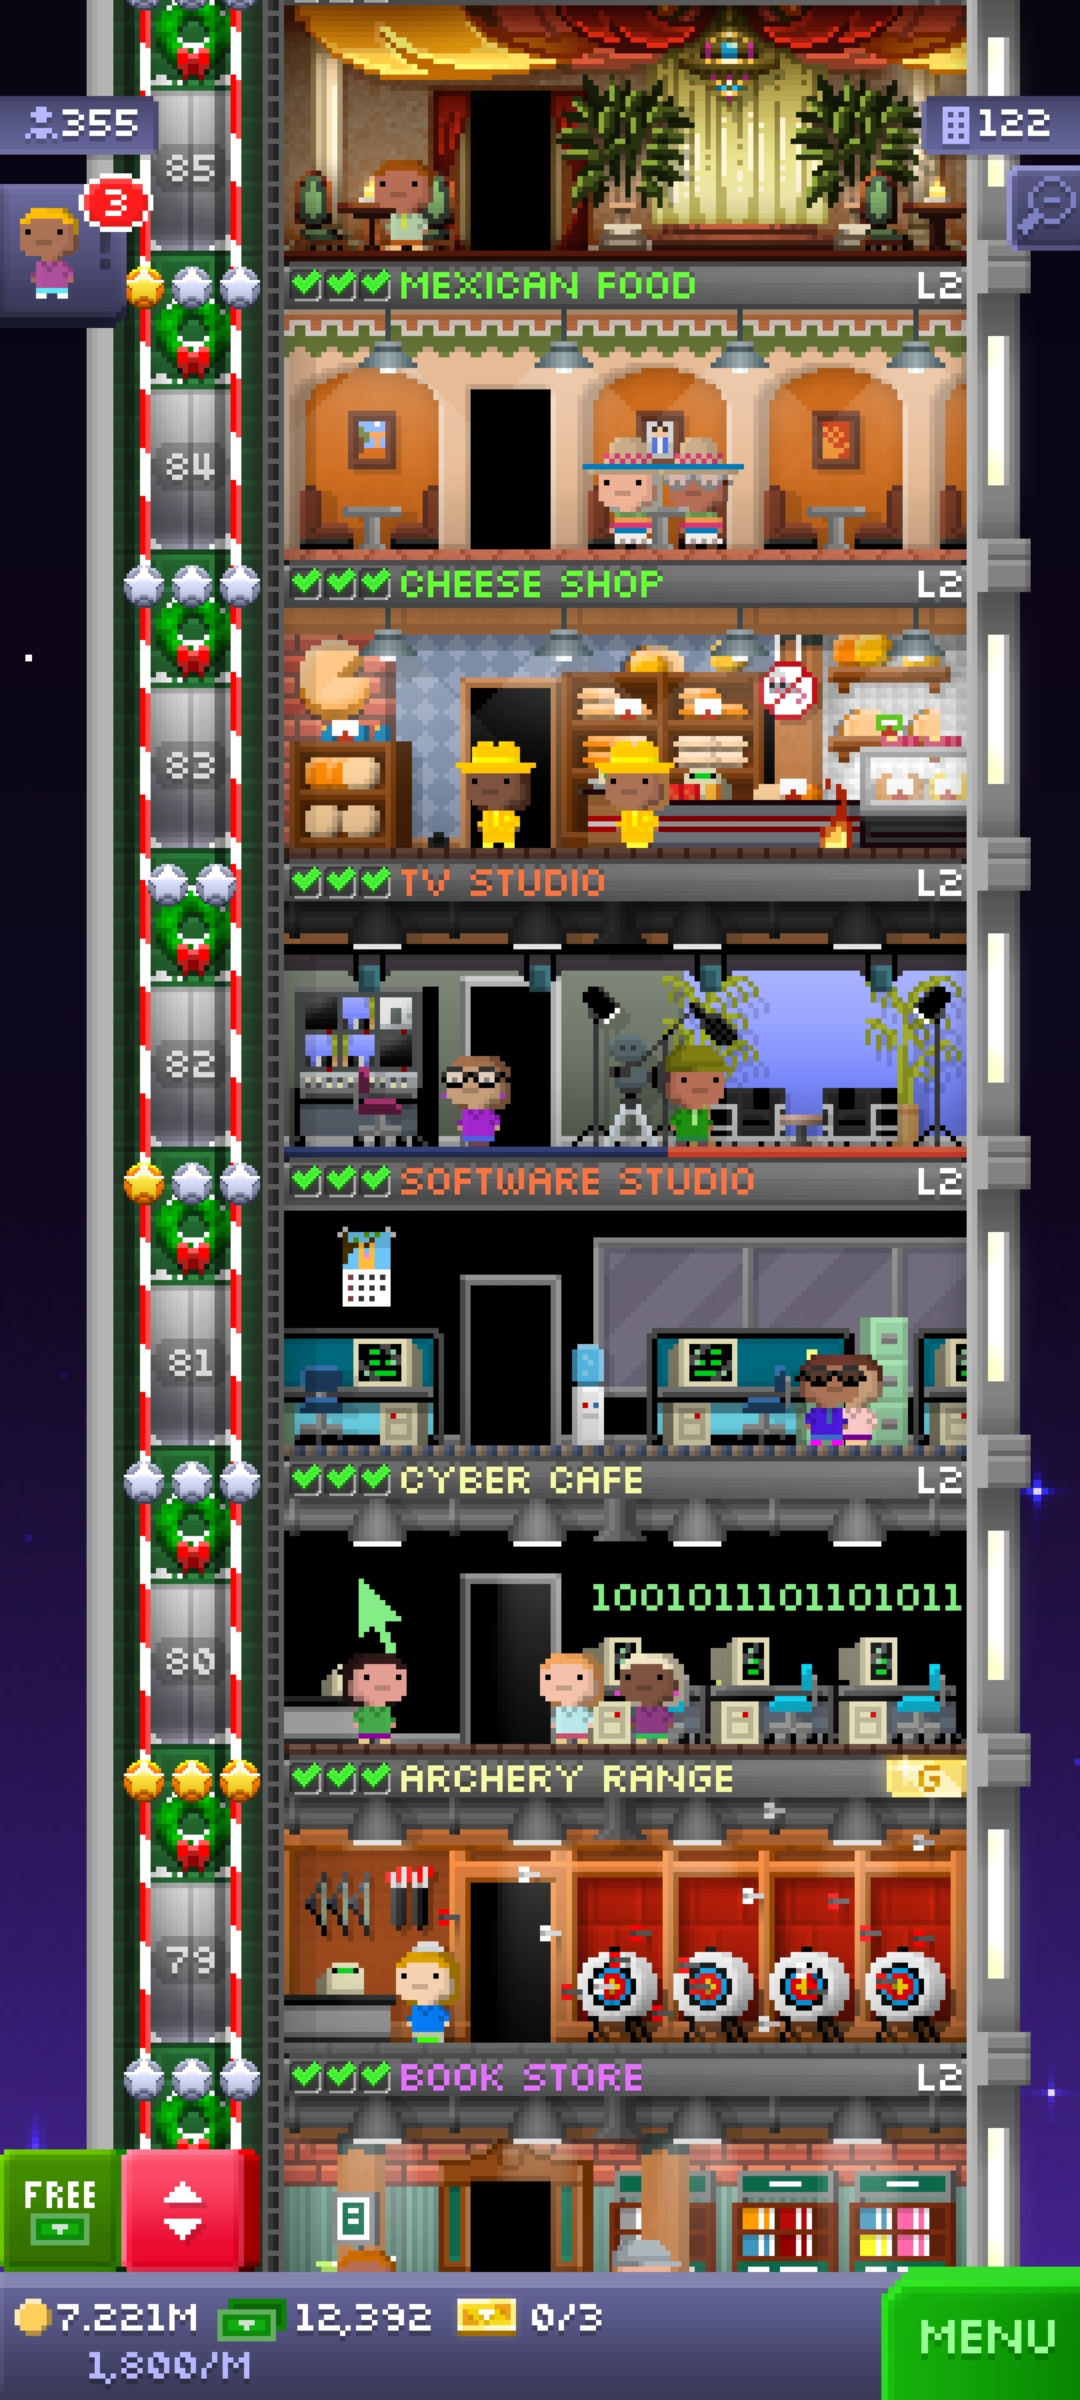 355
122
85
3
MEXICAN FOOD L2
84
CHEESE SHOP L2
83
TV STUDIO L2
82
SOFTWARE STUDIO L2
81
CYBER CAFE L2
1001011101101011
80
ARCHERY RANGE G
79
BOOK STORE L2
FREE
8
7.221M 12,392 0/3
1,800/M
MENU